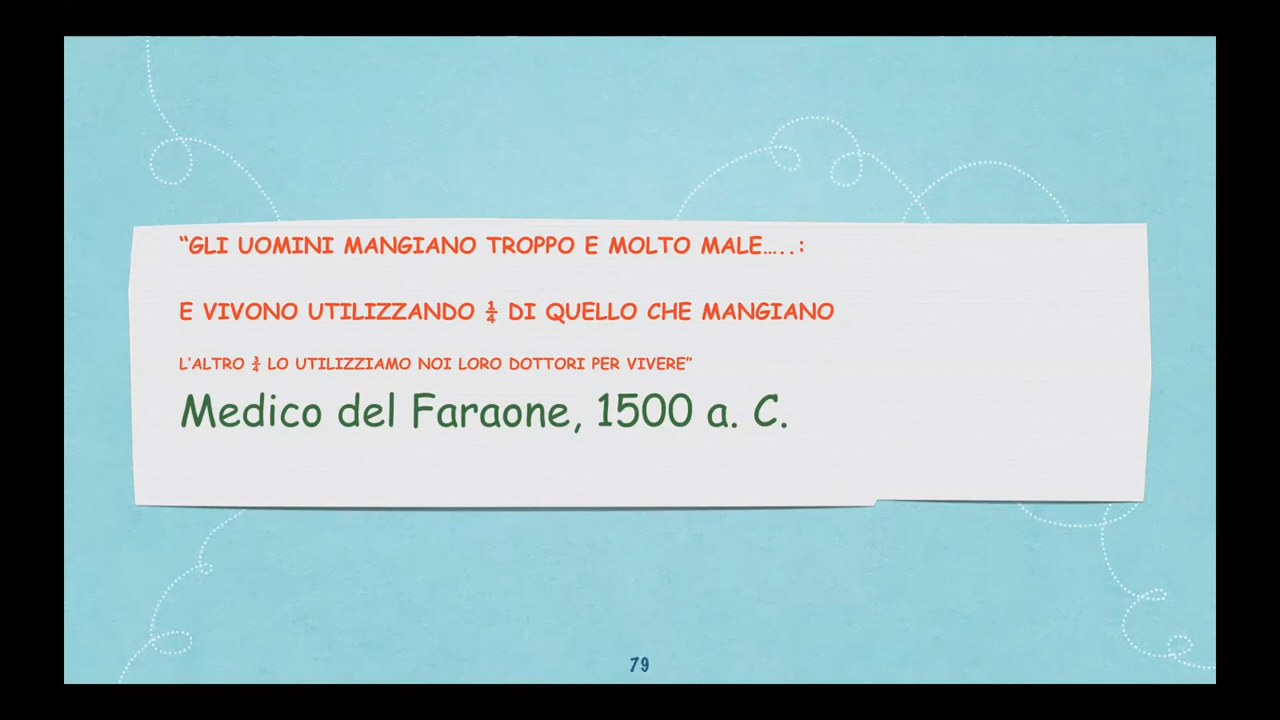 “GLI UOMINI MANGIANO TROPPO E MOLTO MALE…..:
E VIVONO UTILIZZANDO ¼ DI QUELLO CHE MANGIANO
L’ALTRO ¾ LO UTILIZZIAMO NOI LORO DOTTORI PER VIVERE”
Medico del Faraone, 1500 a. C.
79